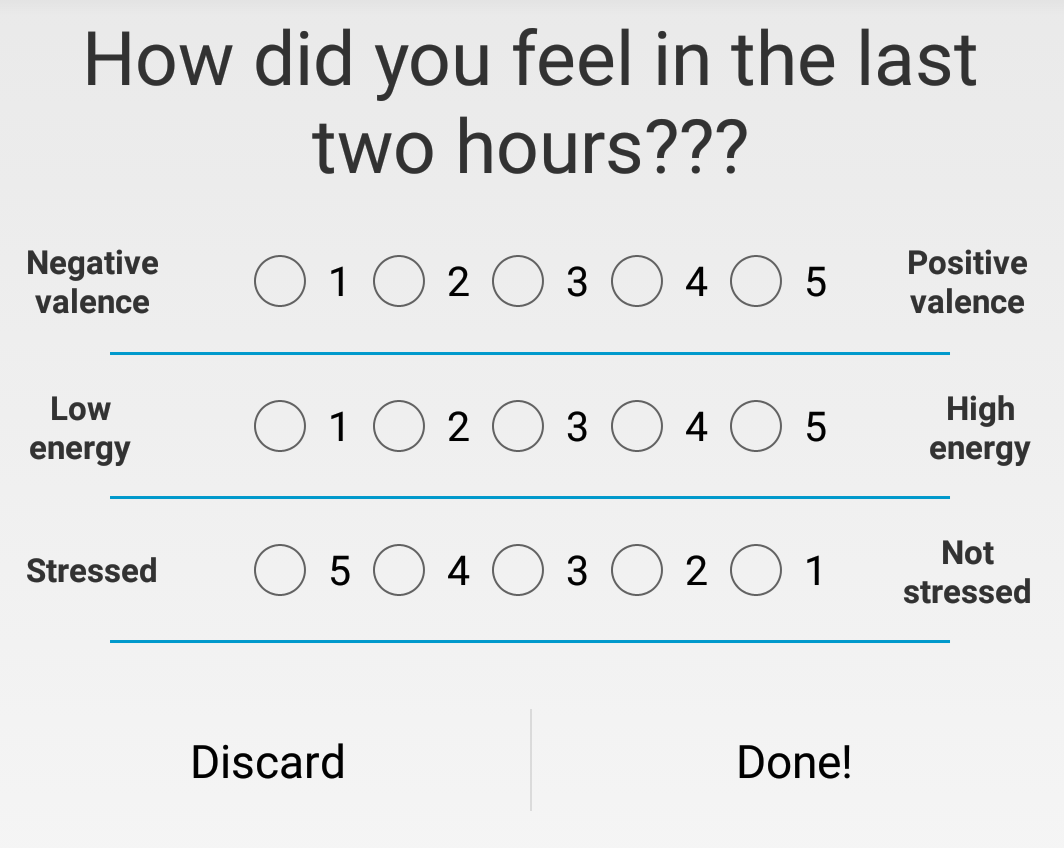 How did you feel in the last
two hours???
Negative
valence
1 2 3 4 5
Positive
valence
Low
energy
1 2 3 4 5
High
energy
Stressed
5 4 3 2 1
Not
stressed
Discard
Done!